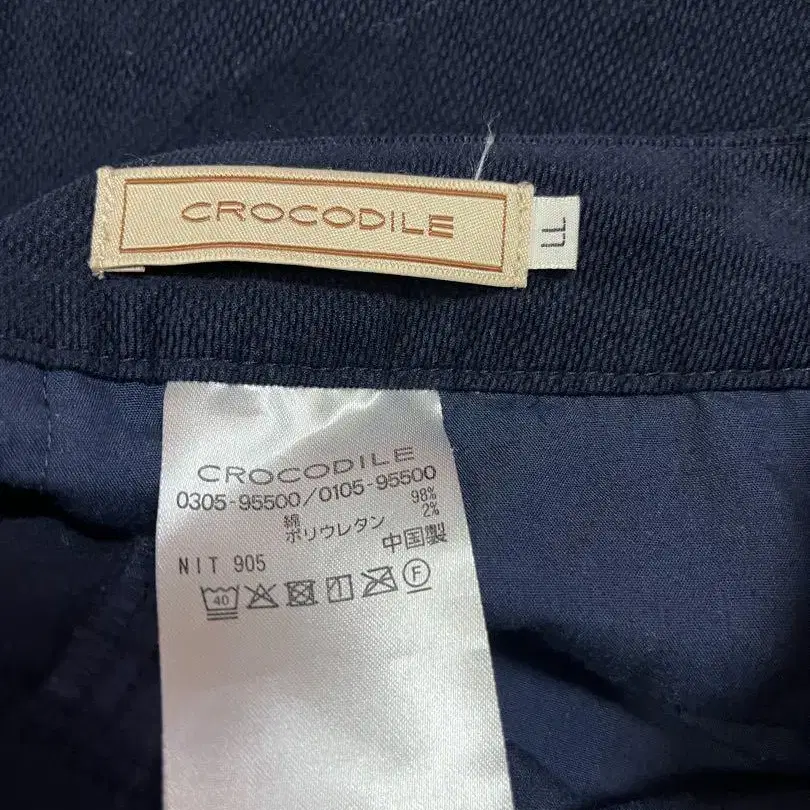 CROCODILE
LL
CROCODILE
0305-95500/0105-95500
綿 98%
ポリウレタン 2%
中国製
NIT 905
40
F